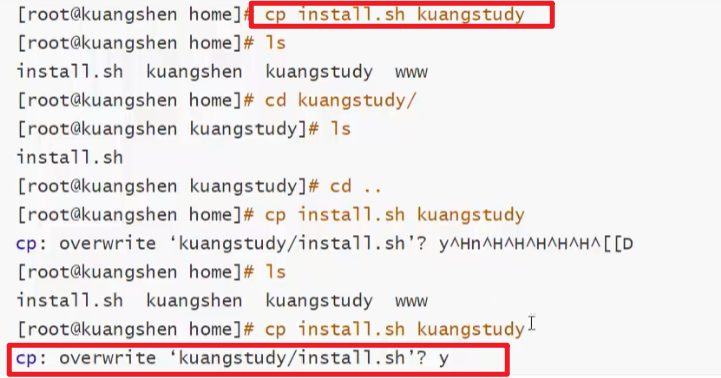 [root@kuangshen home]# cp install.sh kuangstudy
[root@kuangshen home]# ls
install.sh  kuangshen  kuangstudy  www
[root@kuangshen home]# cd kuangstudy/
[root@kuangshen kuangstudy]# ls
install.sh
[root@kuangshen kuangstudy]# cd ..
[root@kuangshen home]# cp install.sh kuangstudy
cp: overwrite ‘kuangstudy/install.sh’? y^Hn^H^H^H^H^H^[[D
[root@kuangshen home]# ls
install.sh  kuangshen  kuangstudy  www
[root@kuangshen home]# cp install.sh kuangstudy
cp: overwrite ‘kuangstudy/install.sh’? y